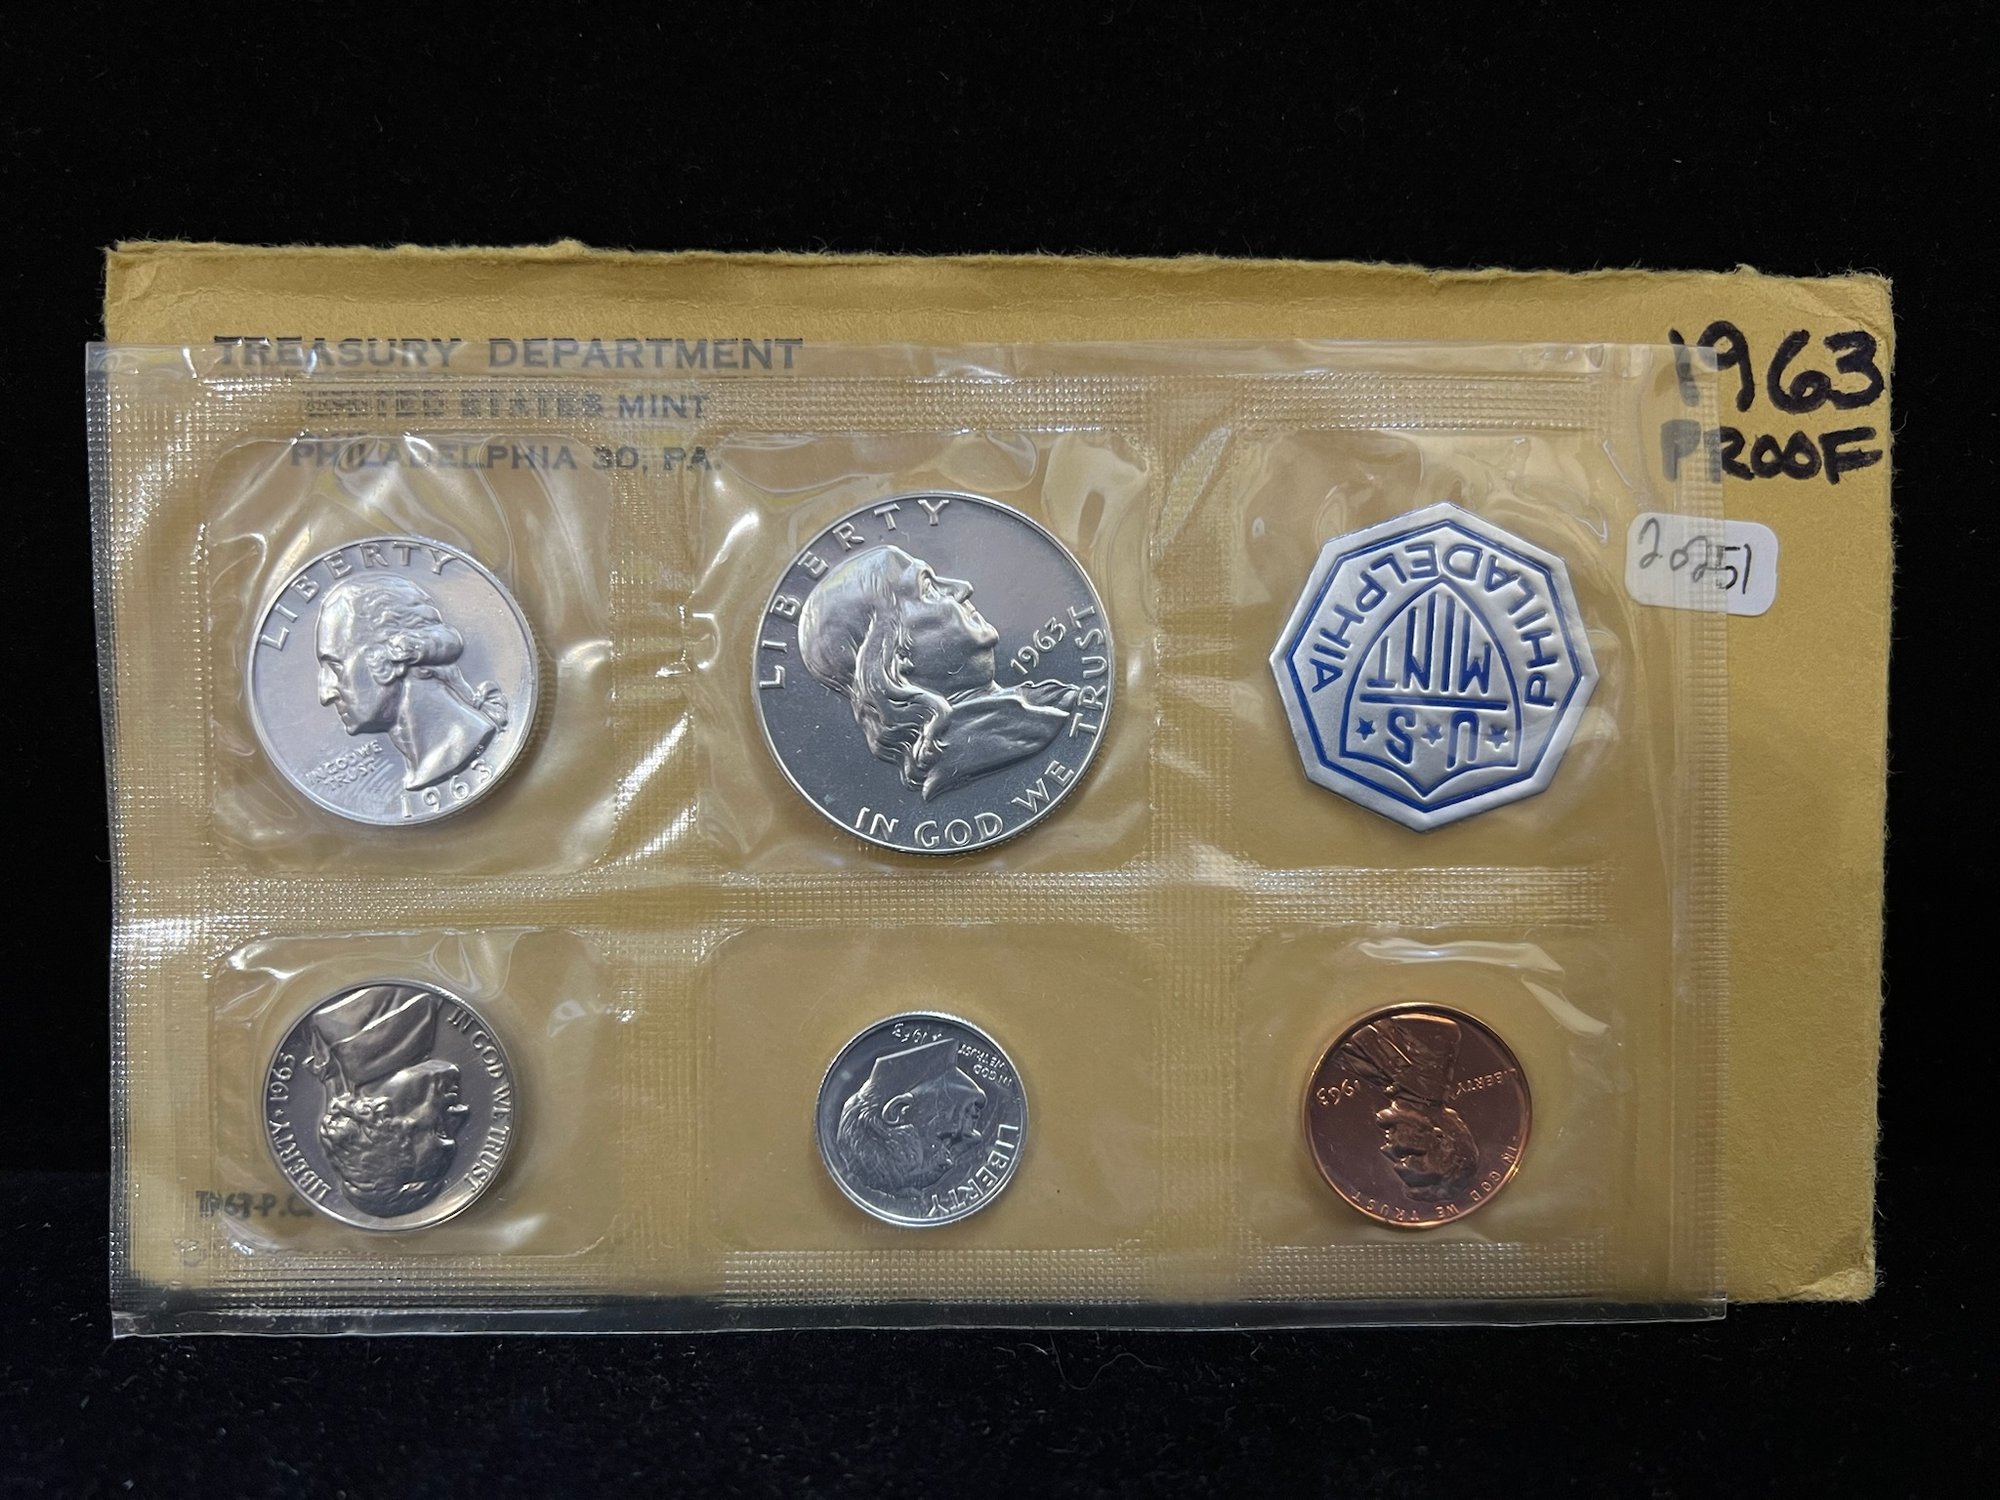 TREASURY DEPARTMENT
UNITED STATES MINT
PHILADELPHIA 30, PA.
1963
PROOF
20251
LIBERTY
IN GOD WE
TRUST
1963
LIBERTY
1963
IN GOD WE TRUST
PHILADELPHIA
U★S★
MINT
IN GOD WE TRUST
LIBERTY • 1963
LIBERTY
IN GOD
WE TRUST
1963
IN GOD WE TRUST
LIBERTY
1963